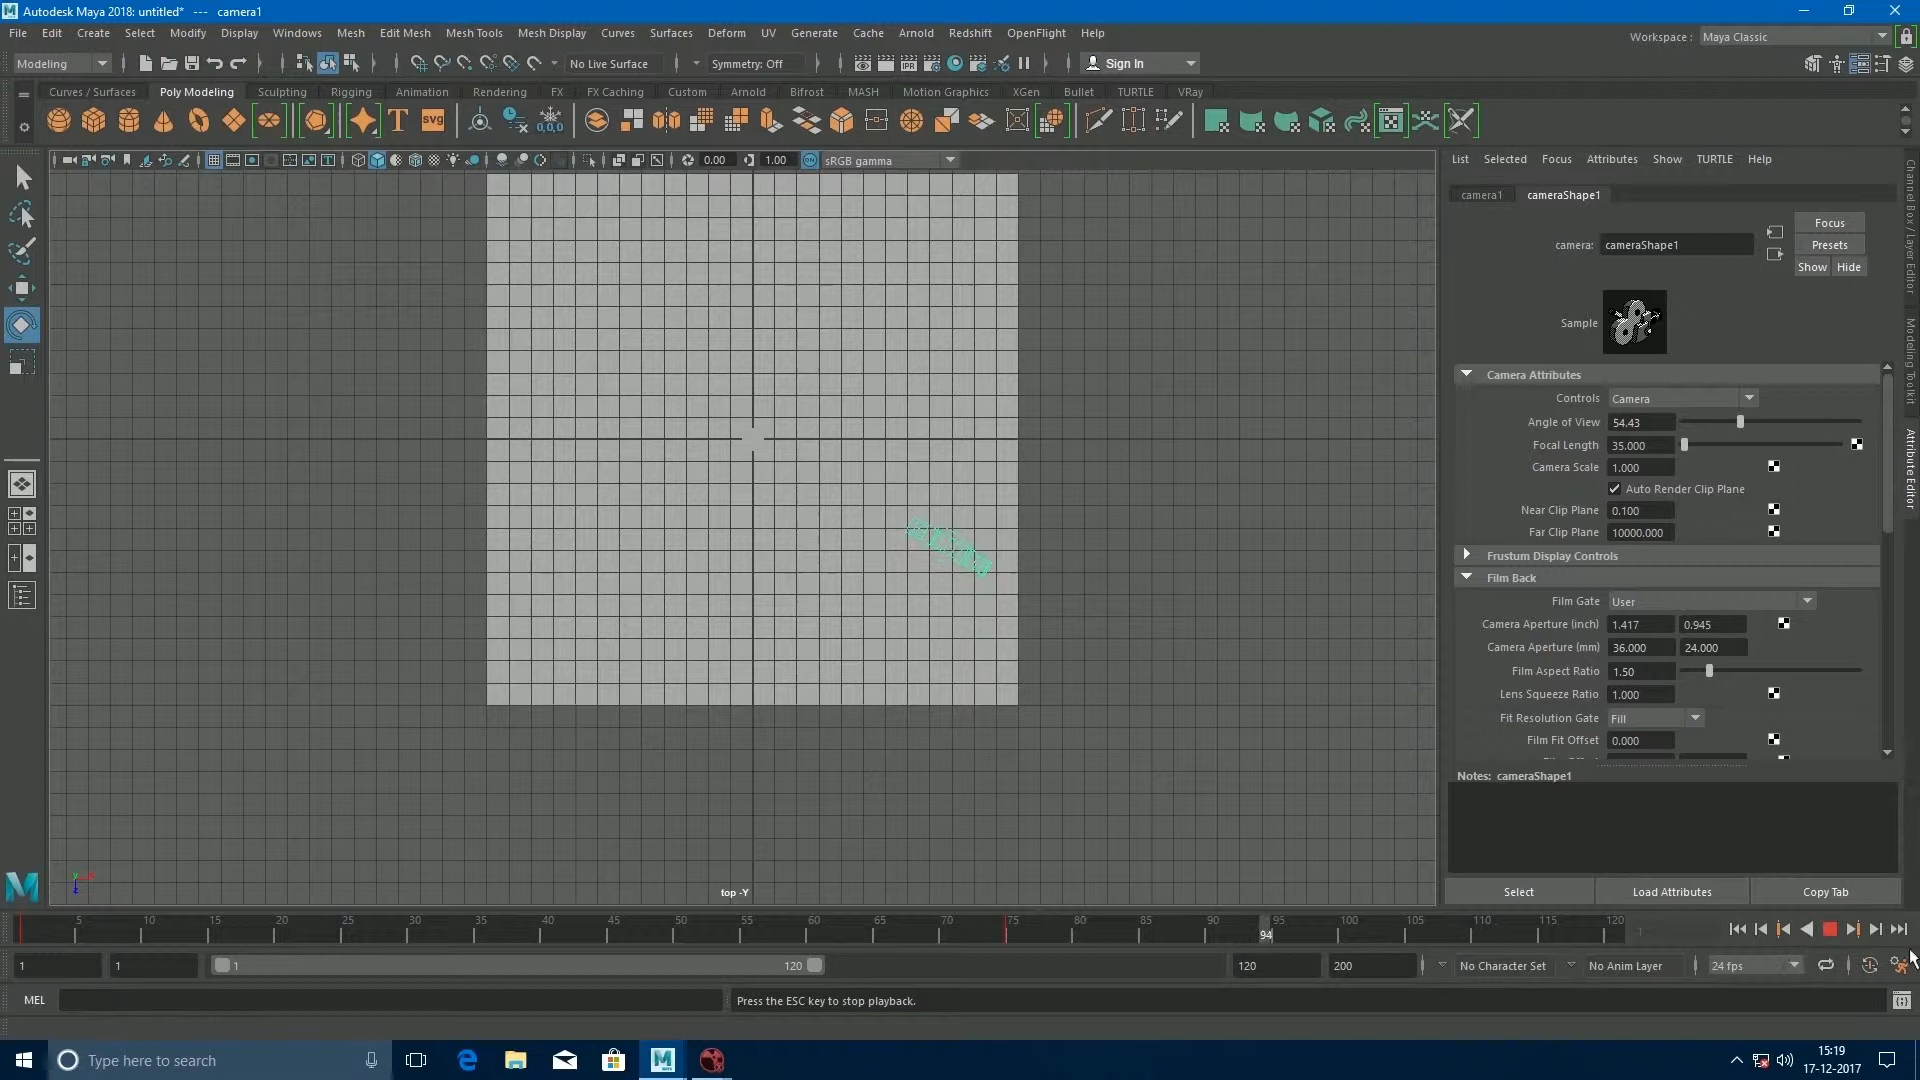 Autodesk Maya 2018: untitled*   ---   camera1
File Edit Create Select Modify Display Windows Mesh Edit Mesh Mesh Tools Mesh Display Curves Surfaces Deform UV Generate Cache Arnold Redshift OpenFlight Help
Workspace : Maya Classic
Modeling No Live Surface Symmetry: Off IPR Sign In
Curves / Surfaces Poly Modeling Sculpting Rigging Animation Rendering FX FX Caching Custom Arnold Bifrost MASH Motion Graphics XGen Bullet TURTLE VRay
T svg 0,0,0
0.00 1.00 sRGB gamma
List Selected Focus Attributes Show TURTLE Help
camera1 cameraShape1
Focus
camera: cameraShape1
Presets
Show Hide
Sample
Camera Attributes
Controls Camera
Angle of View 54.43
Focal Length 35.000
Camera Scale 1.000
Auto Render Clip Plane
Near Clip Plane 0.100
Far Clip Plane 10000.000
Frustum Display Controls
Film Back
Film Gate User
Camera Aperture (inch) 1.417 0.945
Camera Aperture (mm) 36.000 24.000
Film Aspect Ratio 1.50
Lens Squeeze Ratio 1.000
Fit Resolution Gate Fill
Film Fit Offset 0.000
Notes: cameraShape1
Select Load Attributes Copy Tab
Channel Box / Layer Editor
Modeling Toolkit
Attribute Editor
top -Y
5 10 15 20 25 30 35 40 45 50 55 60 65 70 75 80 85 90 95 100 105 110 115 120
94
1
1 1 1 120 120 200 No Character Set No Anim Layer 24 fps
MEL Press the ESC key to stop playback.
Type here to search
15:19
17-12-2017